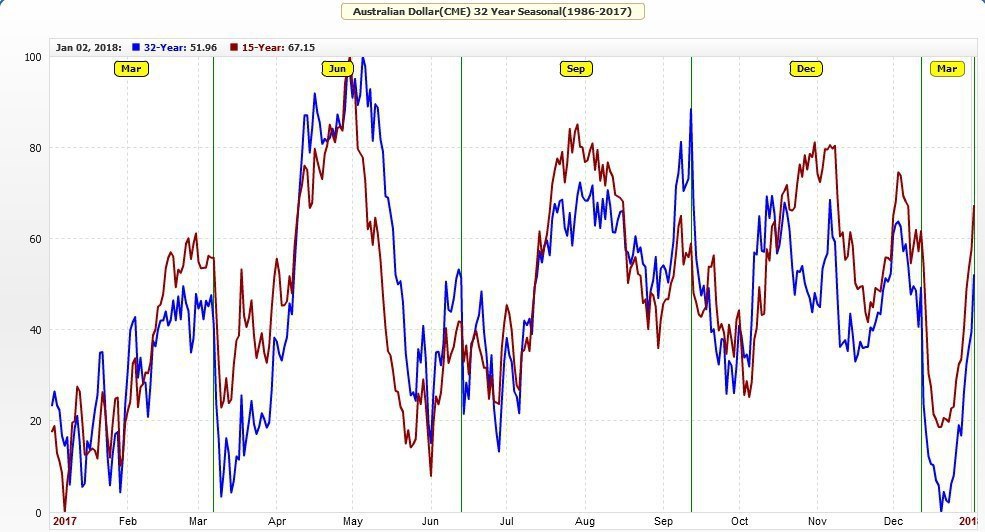 Australian Dollar(CME) 32 Year Seasonal(1986-2017)
Jan 02, 2018: 32-Year: 51.96 15-Year: 67.15
100
Mar Jun Sep Dec Mar
80
60
40
20
0
2017 Feb Mar Apr May Jun Jul Aug Sep Oct Nov Dec 2018